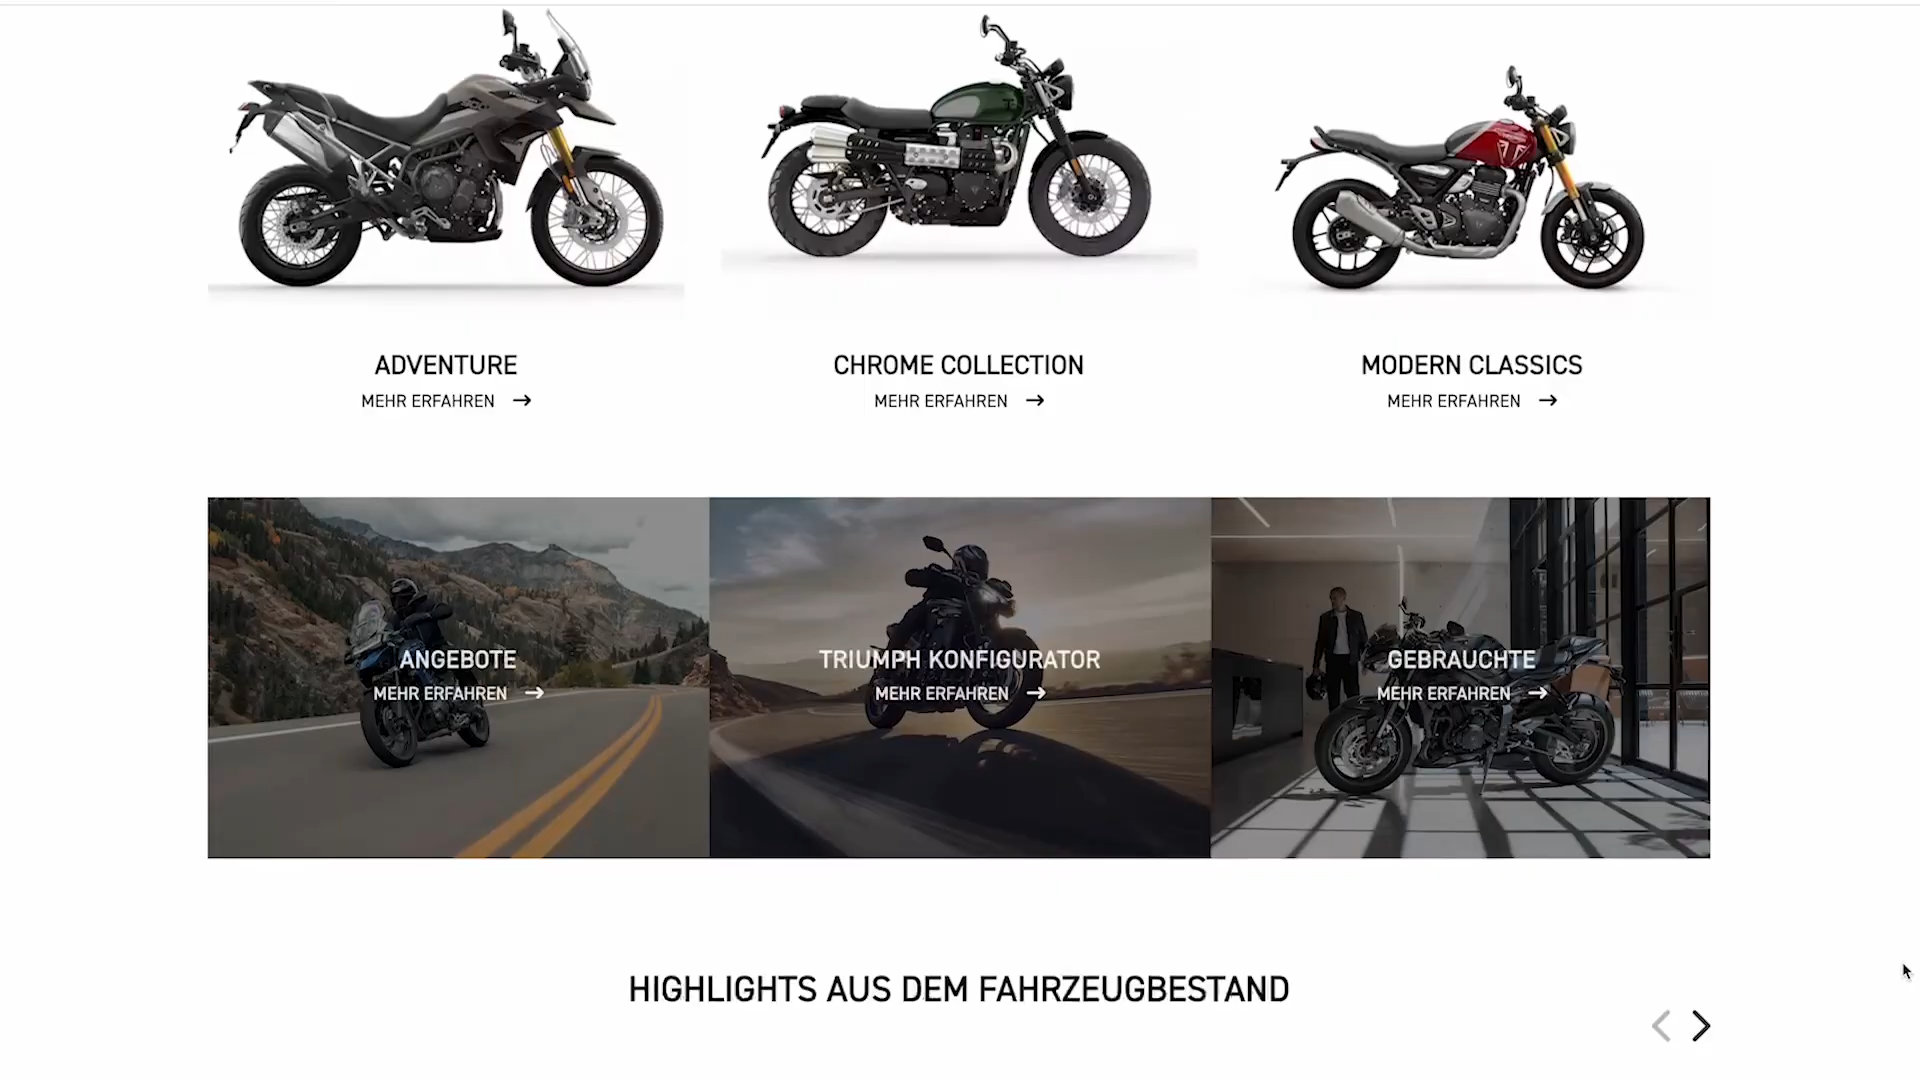 ADVENTURE
MEHR ERFAHREN
CHROME COLLECTION
MEHR ERFAHREN
MODERN CLASSICS
MEHR ERFAHREN
ANGEBOTE
MEHR ERFAHREN
TRIUMPH KONFIGURATOR
MEHR ERFAHREN
GEBRAUCHTE
MEHR ERFAHREN
HIGHLIGHTS AUS DEM FAHRZEUGBESTAND